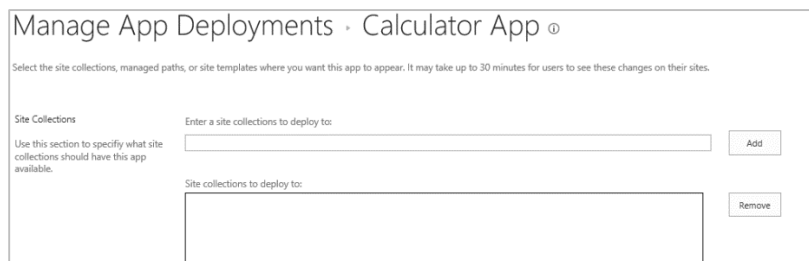 Manage App Deployments › Calculator App
Select the site collections, managed paths, or site templates where you want this app to appear. It may take up to 30 minutes for users to see these changes on their sites.
Site Collections
Enter a site collections to deploy to:
Use this section to specifiy what site
collections should have this app
available.
Add
Site collections to deploy to:
Remove